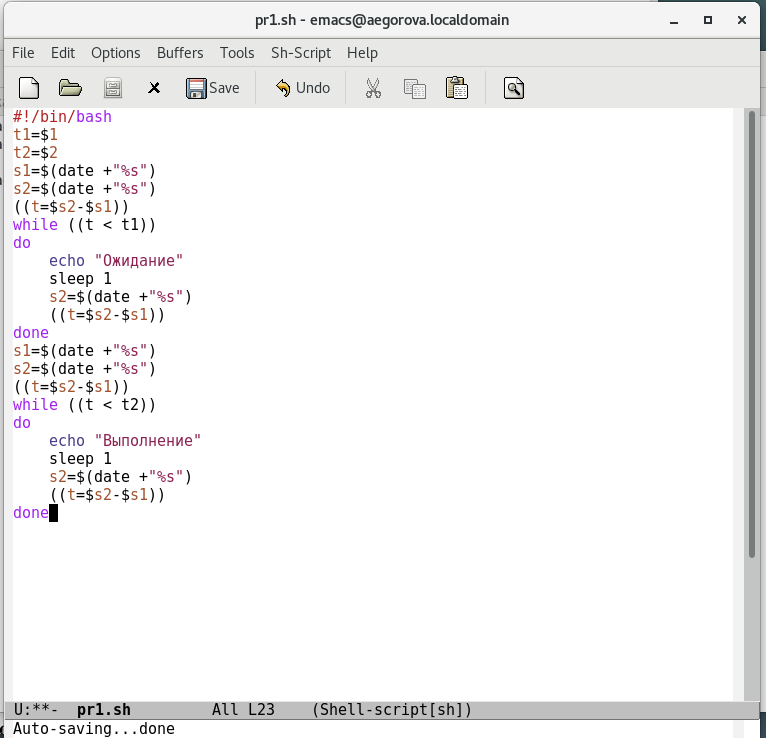 pr1.sh - emacs@aegorova.localdomain
File Edit Options Buffers Tools Sh-Script Help
Save Undo
#!/bin/bash
t1=$1
t2=$2
s1=$(date +"%s")
s2=$(date +"%s")
((t=$s2-$s1))
while ((t < t1))
do
    echo "Ожидание"
    sleep 1
    s2=$(date +"%s")
    ((t=$s2-$s1))
done
s1=$(date +"%s")
s2=$(date +"%s")
((t=$s2-$s1))
while ((t < t2))
do
    echo "Выполнение"
    sleep 1
    s2=$(date +"%s")
    ((t=$s2-$s1))
done
U:**-  pr1.sh         All L23    (Shell-script[sh])
Auto-saving...done